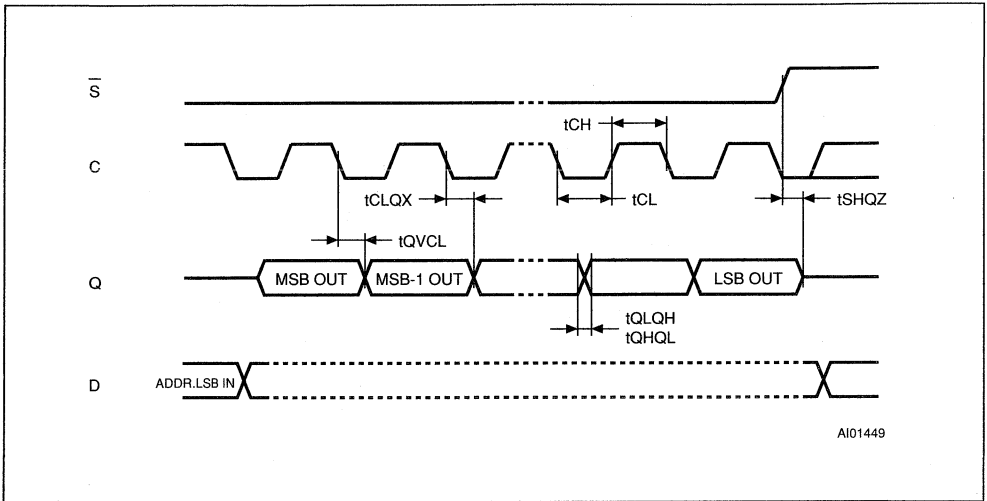 S
tCH
C
tCLQX
tCL
tSHQZ
tQVCL
Q
MSB OUT
MSB-1 OUT
LSB OUT
tQLQH
tQHQL
D
ADDR.LSB IN
AI01449